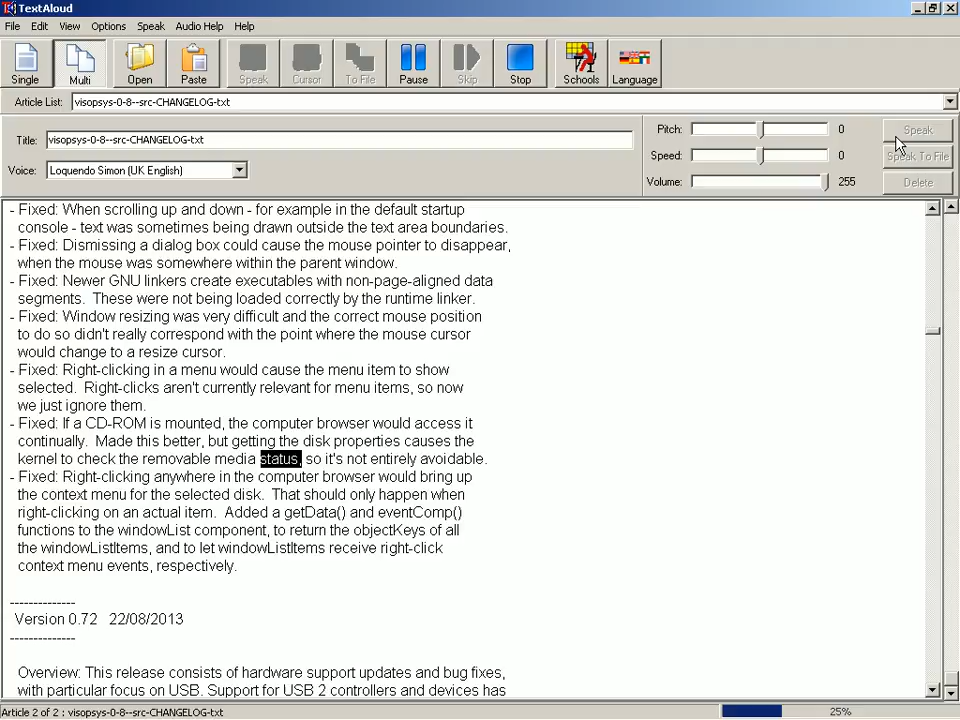 TextAloud
File Edit View Options Speak Audio Help Help
Single Multi Open Paste Speak Cursor To File Pause Skip Stop Schools Language
Article List: visopsys-0-8--src-CHANGELOG-txt
Title: visopsys-0-8--src-CHANGELOG-txt
Voice: Loquendo Simon (UK English)
Pitch: 0
Speed: 0
Volume: 255
Speak
Speak To File
Delete
- Fixed: When scrolling up and down - for example in the default startup
console - text was sometimes being drawn outside the text area boundaries.
- Fixed: Dismissing a dialog box could cause the mouse pointer to disappear,
when the mouse was somewhere within the parent window.
- Fixed: Newer GNU linkers create executables with non-page-aligned data
segments.  These were not being loaded correctly by the runtime linker.
- Fixed: Window resizing was very difficult and the correct mouse position
to do so didn't really correspond with the point where the mouse cursor
would change to a resize cursor.
- Fixed: Right-clicking in a menu would cause the menu item to show
selected.  Right-clicks aren't currently relevant for menu items, so now
we just ignore them.
- Fixed: If a CD-ROM is mounted, the computer browser would access it
continually.  Made this better, but getting the disk properties causes the
kernel to check the removable media status, so it's not entirely avoidable.
- Fixed: Right-clicking anywhere in the computer browser would bring up
the context menu for the selected disk.  That should only happen when
right-clicking on an actual item.  Added a getData() and eventComp()
functions to the windowList component, to return the objectKeys of all
the windowListItems, and to let windowListItems receive right-click
context menu events, respectively.
--------------
Version 0.72   22/08/2013
--------------
Overview: This release consists of hardware support updates and bug fixes,
with particular focus on USB. Support for USB 2 controllers and devices has
Article 2 of 2 : visopsys-0-8--src-CHANGELOG-txt 25%